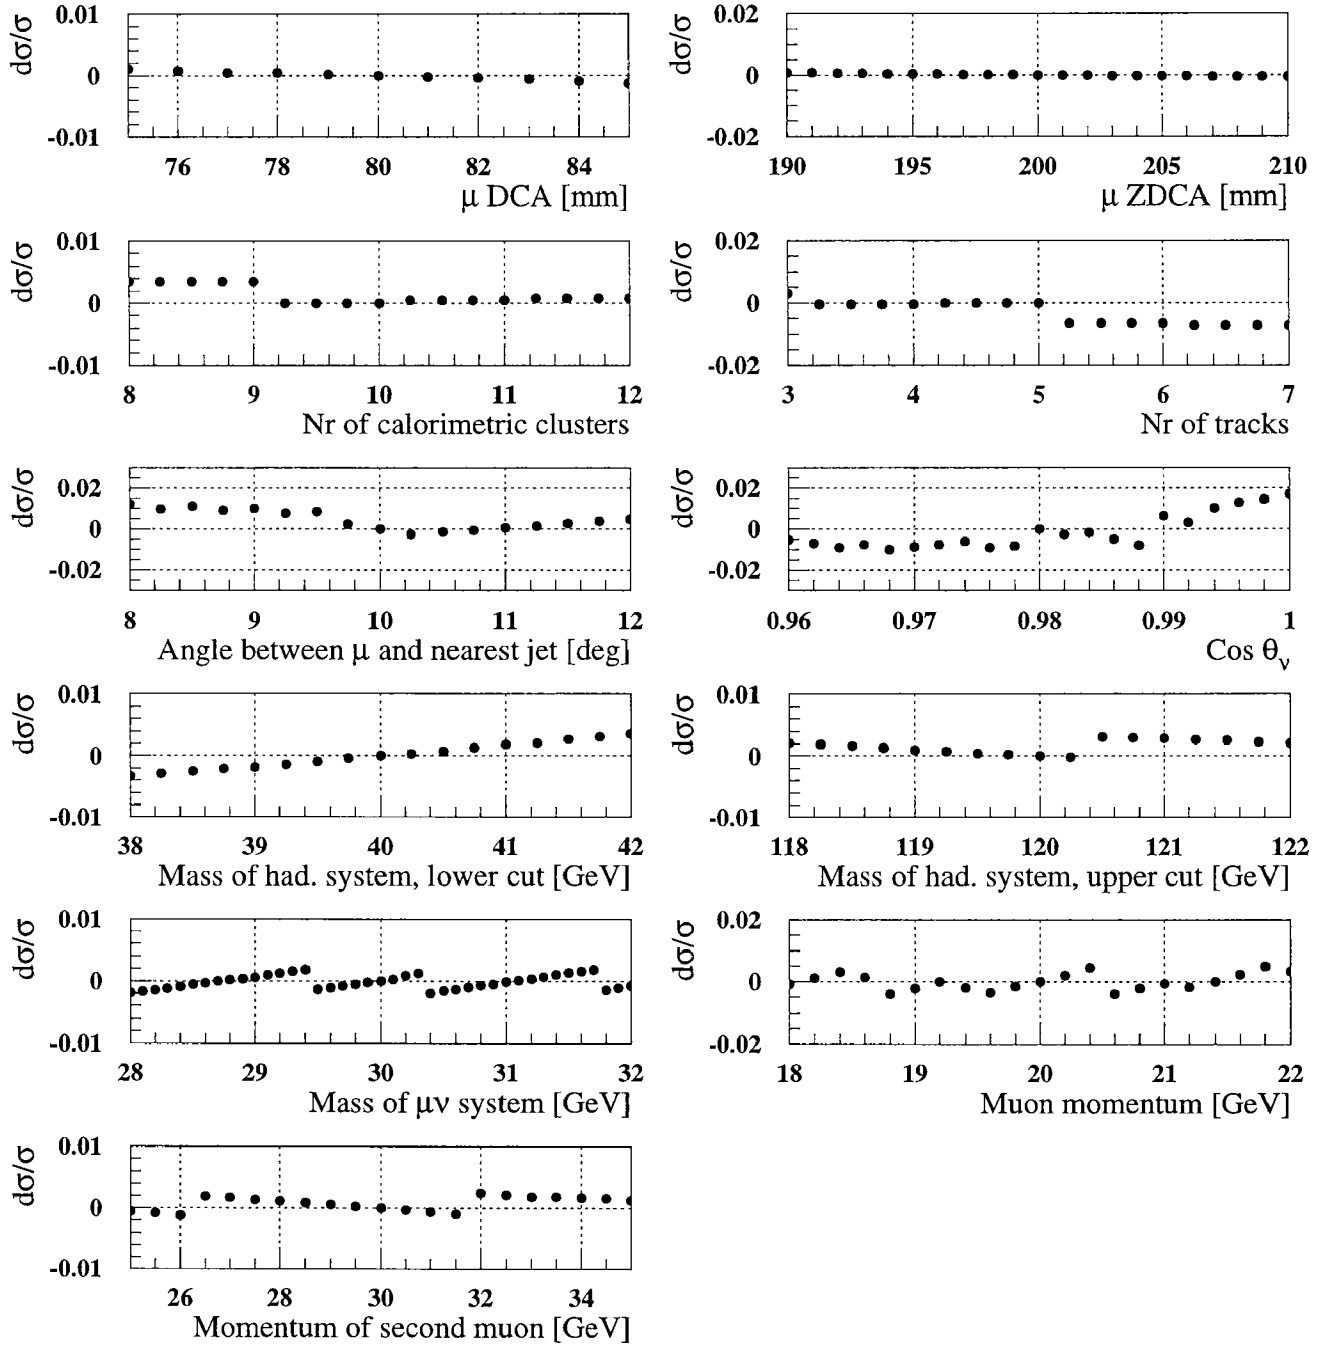 dσ/σ
0.01
0
-0.01
76 78 80 82 84
μ DCA [mm]
dσ/σ
0.02
0
-0.02
190 195 200 205 210
μ ZDCA [mm]
dσ/σ
0.01
0
-0.01
8 9 10 11 12
Nr of calorimetric clusters
dσ/σ
0.02
0
-0.02
3 4 5 6 7
Nr of tracks
dσ/σ
0.02
0
-0.02
8 9 10 11 12
Angle between μ and nearest jet [deg]
dσ/σ
0.02
0
-0.02
0.96 0.97 0.98 0.99 1
Cos θν
dσ/σ
0.01
0
-0.01
38 39 40 41 42
Mass of had. system, lower cut [GeV]
dσ/σ
0.01
0
-0.01
118 119 120 121 122
Mass of had. system, upper cut [GeV]
dσ/σ
0.01
0
-0.01
28 29 30 31 32
Mass of μν system [GeV]
dσ/σ
0.02
0
-0.02
18 19 20 21 22
Muon momentum [GeV]
dσ/σ
0.01
0
-0.01
26 28 30 32 34
Momentum of second muon [GeV]